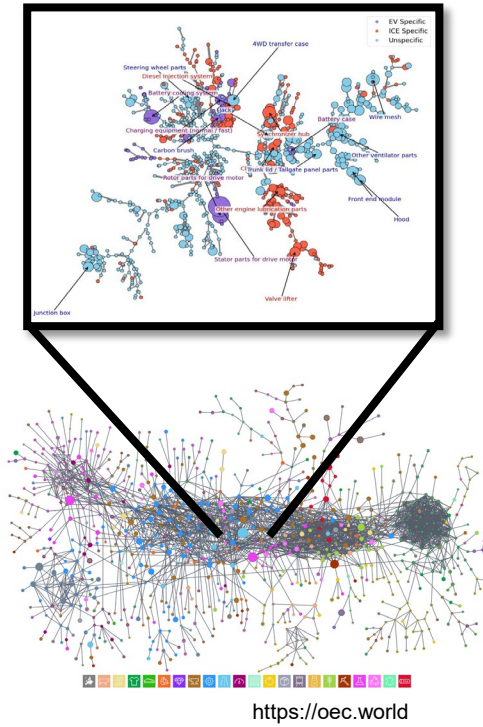 EV Specific
ICE Specific
Unspecific
4WD transfer case
Steering wheel parts
Diesel injection system
Battery cooling system
Jack
Wire mesh
Battery case
Charging equipment (normal / fast)
Synchronizer hub
Carbon brush
Other ventilator parts
Trunk lid / Tailgate panel parts
Rotor parts for drive motor
Front end module
Other engine lubrication parts
Hood
Stator parts for drive motor
Valve lifter
Junction box
https://oec.world